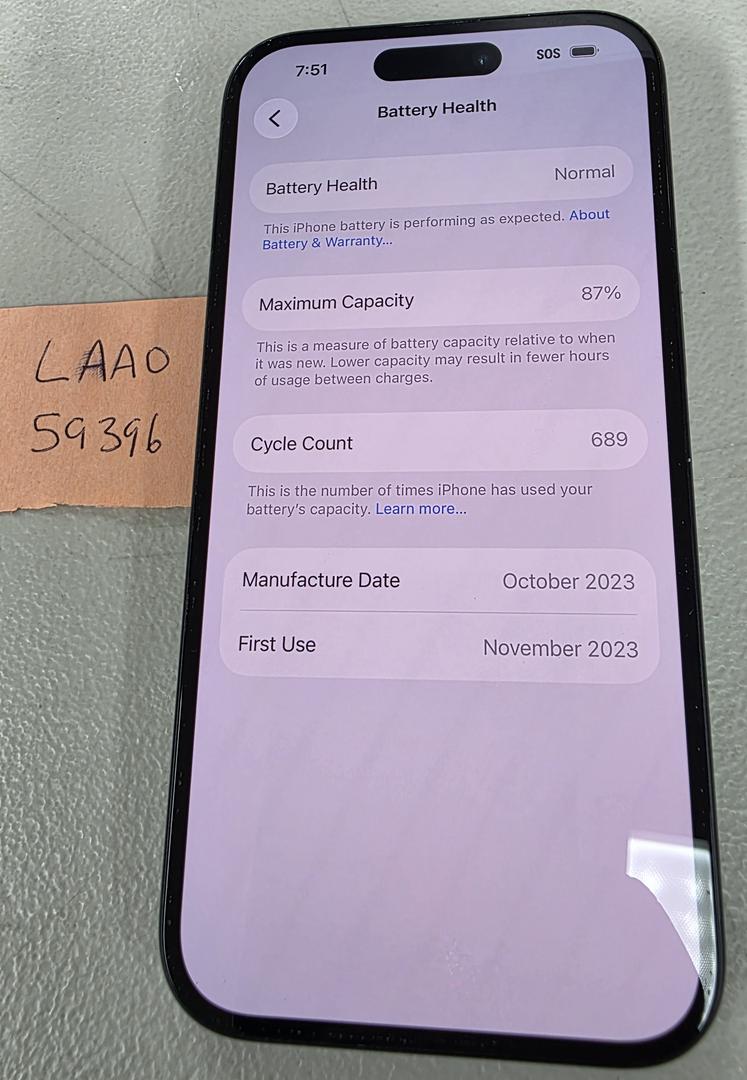 7:51
SOS
Battery Health
Battery Health Normal
This iPhone battery is performing as expected. About
Battery & Warranty...
Maximum Capacity 87%
This is a measure of battery capacity relative to when
it was new. Lower capacity may result in fewer hours
of usage between charges.
Cycle Count 689
This is the number of times iPhone has used your
battery's capacity. Learn more...
Manufacture Date October 2023
First Use November 2023
LAAO
59396